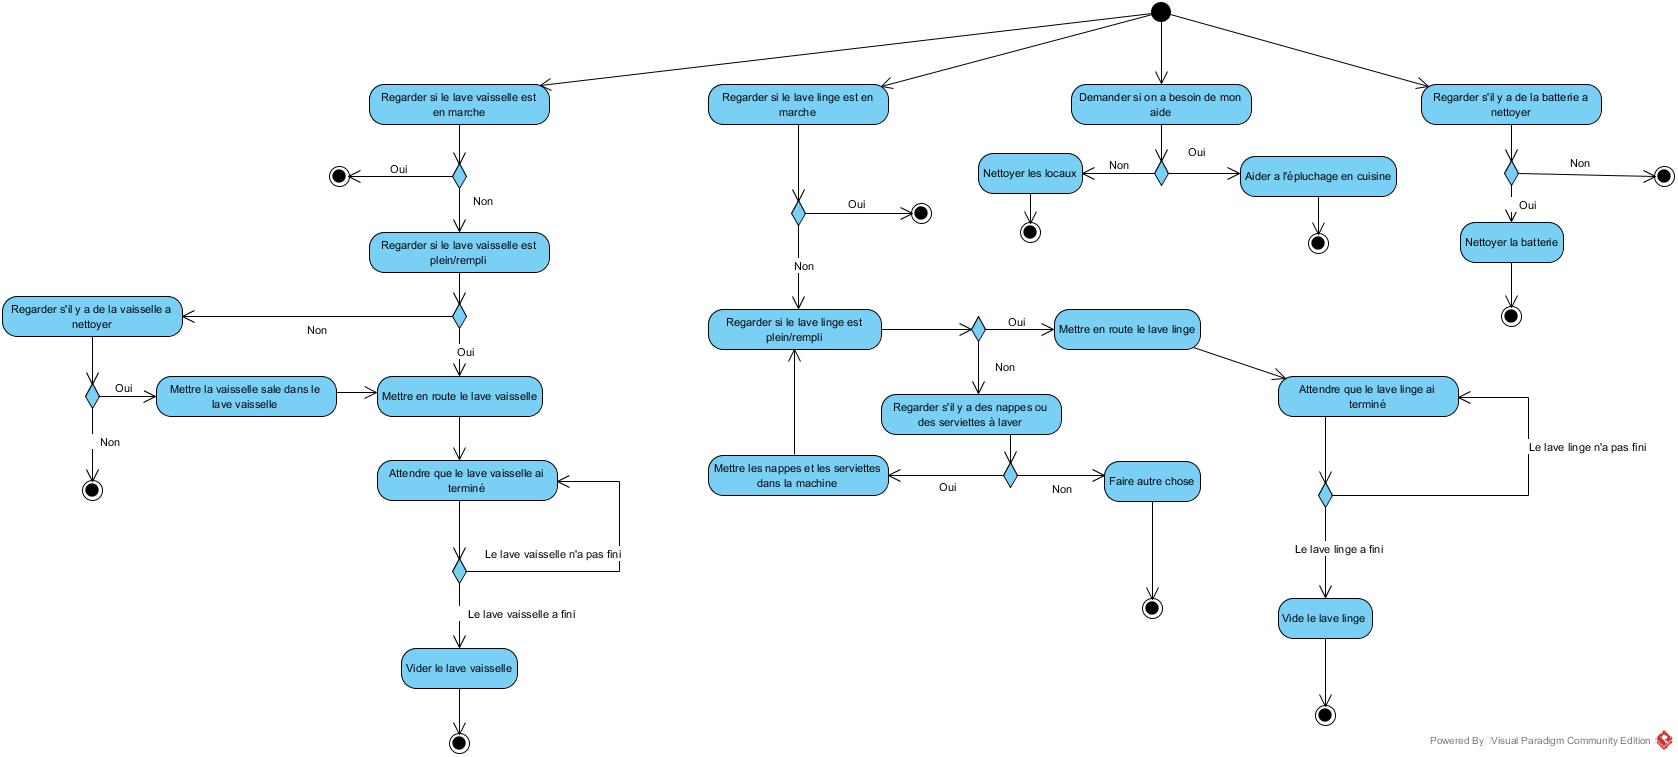 Regarder si le lave vaisselle est
en marche
Regarder si le lave linge est en
marche
Demander si on a besoin de mon
aide
Regarder s'il y a de la batterie a
nettoyer
Oui
Non
Oui
Non
Oui
Non
Nettoyer les locaux
Aider a l'épluchage en cuisine
Non
Oui
Nettoyer la batterie
Regarder si le lave vaisselle est
plein/rempli
Non
Regarder s'il y a de la vaisselle a
nettoyer
Non
Oui
Regarder si le lave linge est
plein/rempli
Oui
Mettre en route le lave linge
Non
Oui
Mettre la vaisselle sale dans le
lave vaisselle
Mettre en route le lave vaisselle
Non
Regarder s'il y a des nappes ou
des serviettes à laver
Attendre que le lave linge ai
terminé
Le lave linge n'a pas fini
Attendre que le lave vaisselle ai
terminé
Mettre les nappes et les serviettes
dans la machine
Oui
Non
Faire autre chose
Le lave vaisselle n'a pas fini
Le lave linge a fini
Le lave vaisselle a fini
Vide le lave linge
Vider le lave vaisselle
Powered By Visual Paradigm Community Edition